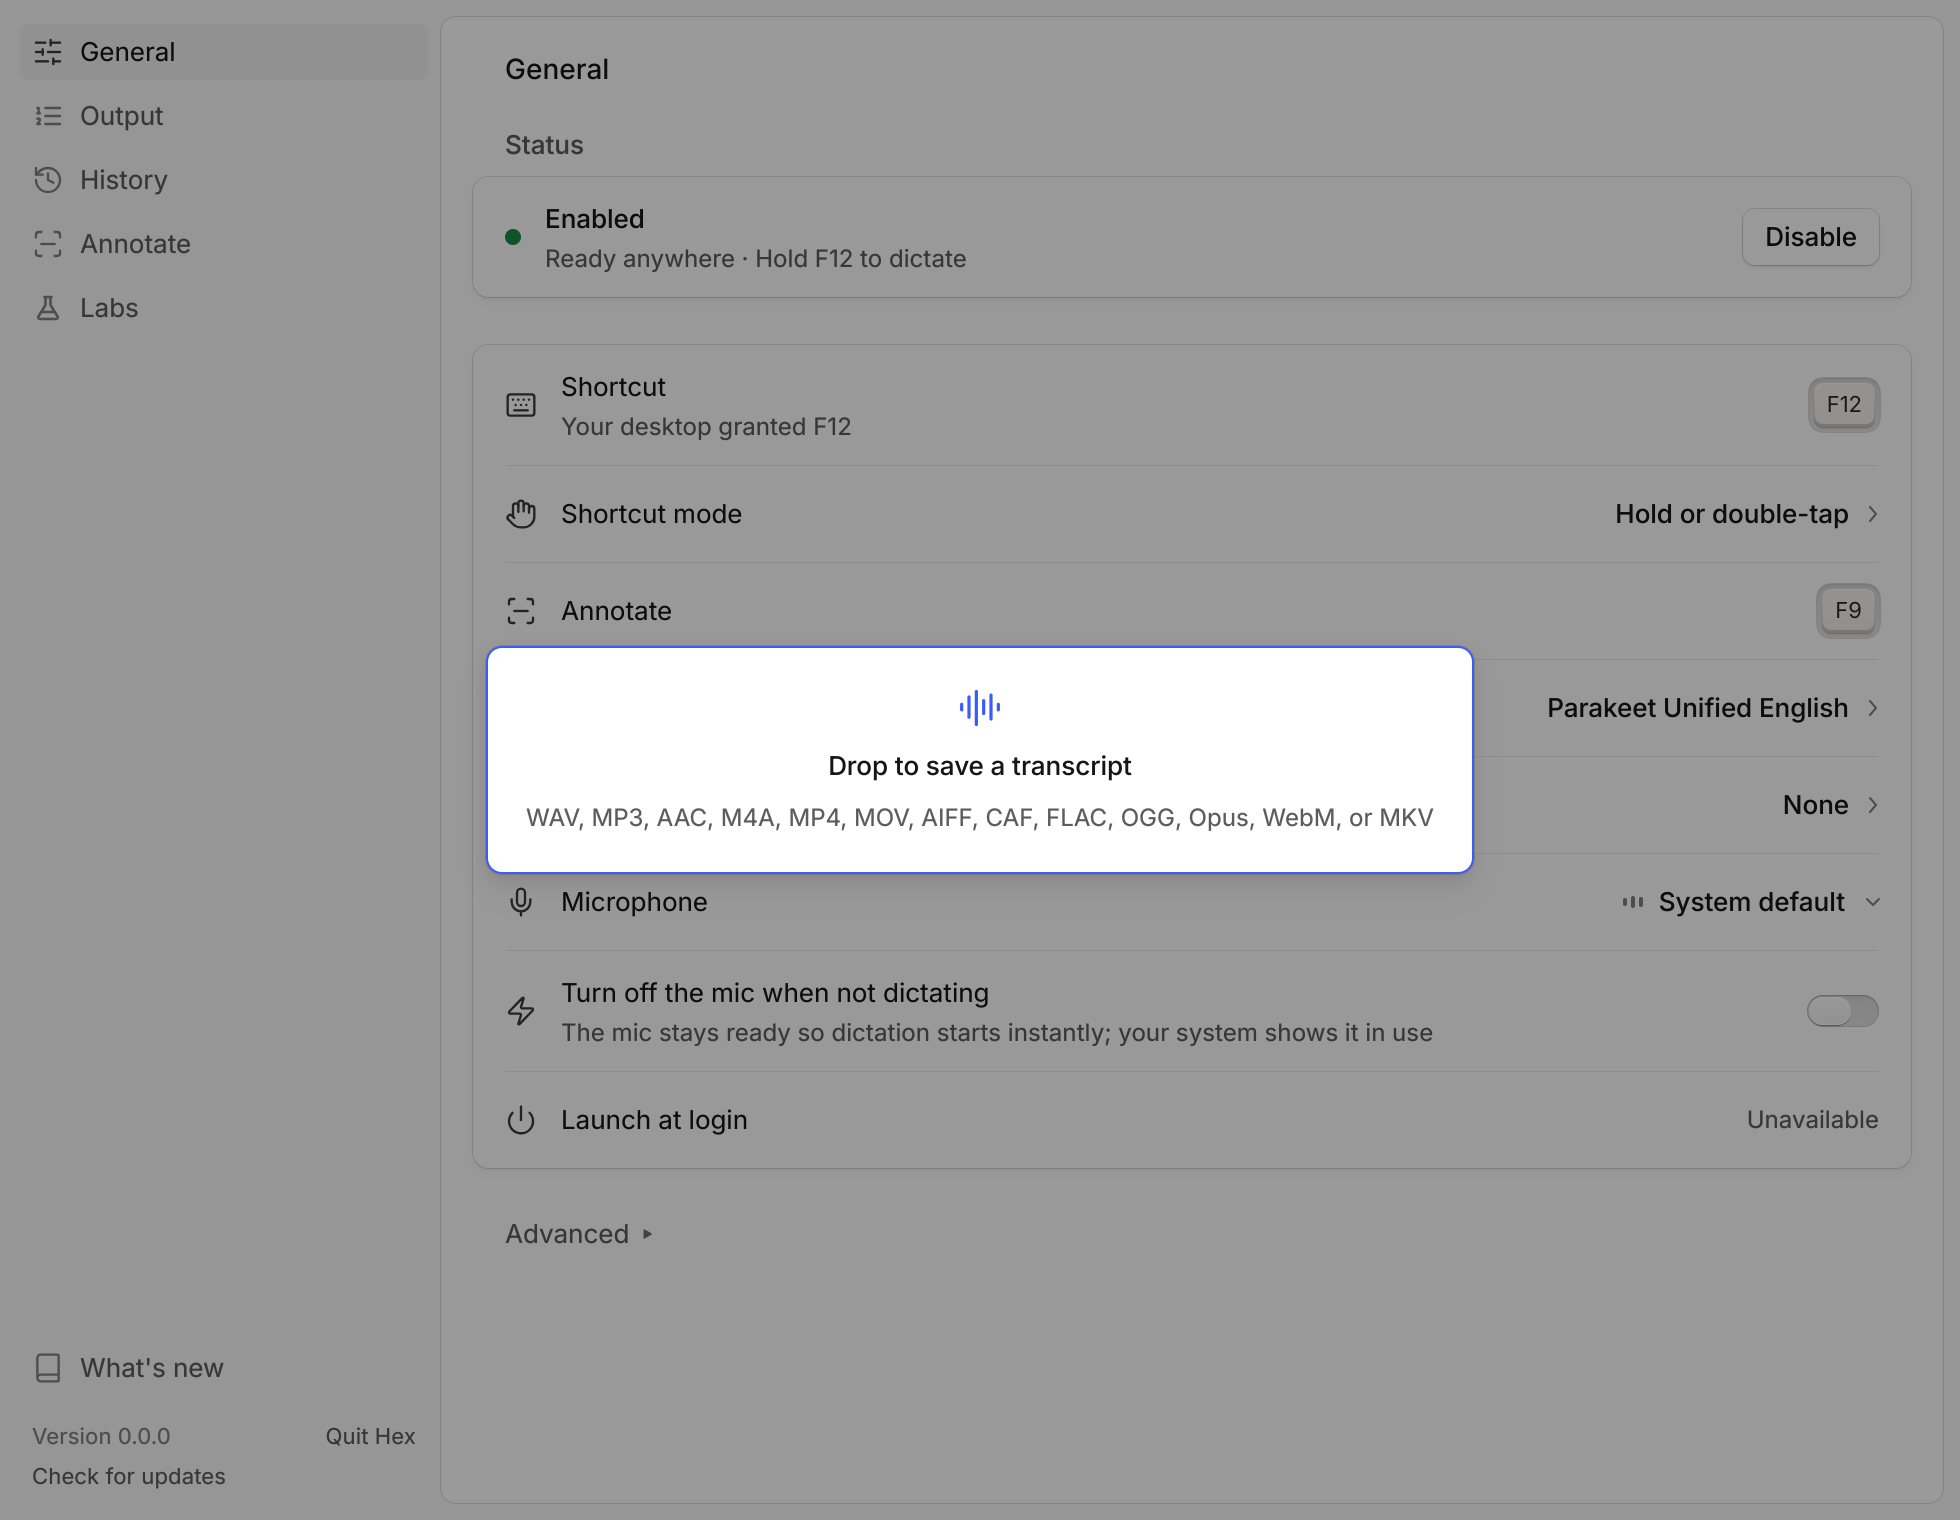 General
Output
History
Annotate
Labs
What's new
Version 0.0.0
Quit Hex
Check for updates
General
Status
Enabled
Ready anywhere · Hold F12 to dictate
Disable
Shortcut
Your desktop granted F12
F12
Shortcut mode
Hold or double-tap
Annotate
F9
Parakeet Unified English
None
Drop to save a transcript
WAV, MP3, AAC, M4A, MP4, MOV, AIFF, CAF, FLAC, OGG, Opus, WebM, or MKV
Microphone
System default
Turn off the mic when not dictating
The mic stays ready so dictation starts instantly; your system shows it in use
Launch at login
Unavailable
Advanced